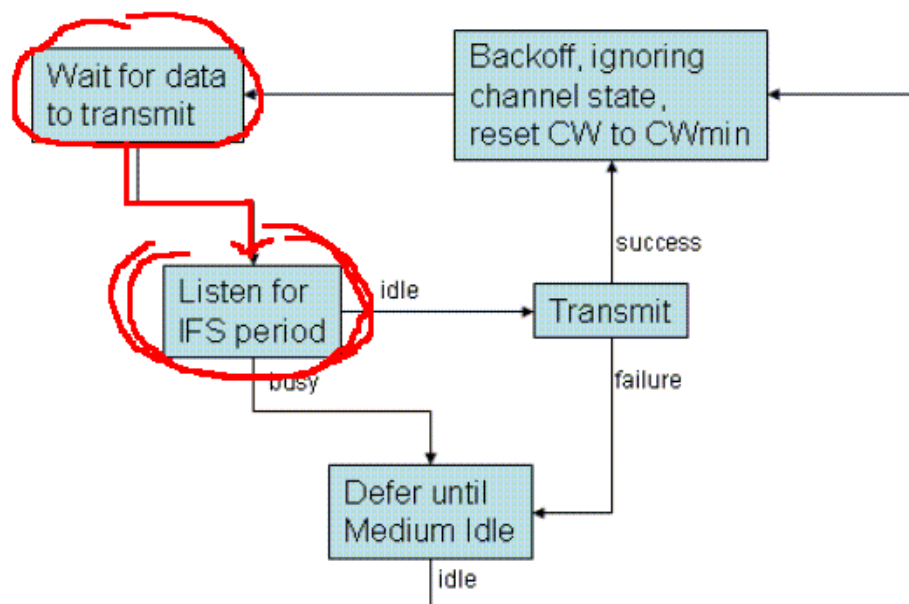 Wait for data
to transmit
Backoff, ignoring
channel state,
reset CW to CWmin
success
Listen for
IFS period
idle
Transmit
busy
failure
Defer until
Medium Idle
idle